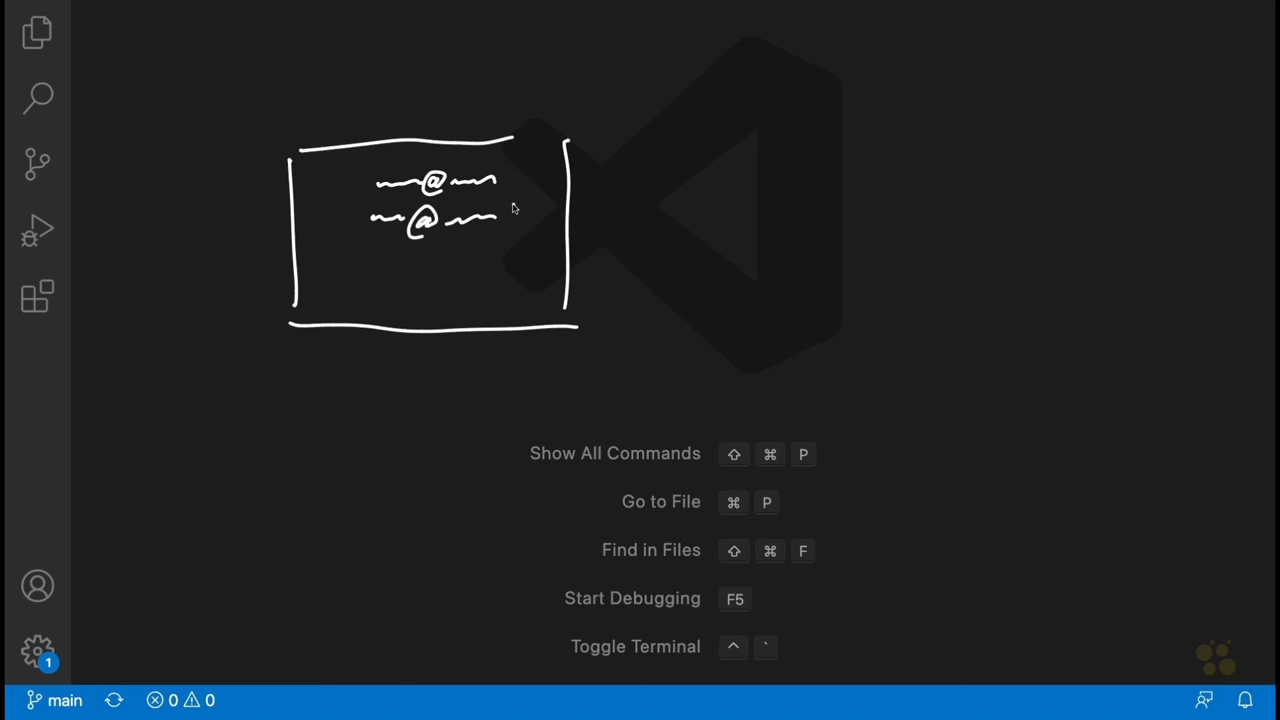 @
@
Show All Commands ⇧ ⌘ P
Go to File ⌘ P
Find in Files ⇧ ⌘ F
Start Debugging F5
Toggle Terminal ^ `
1
main 0 0